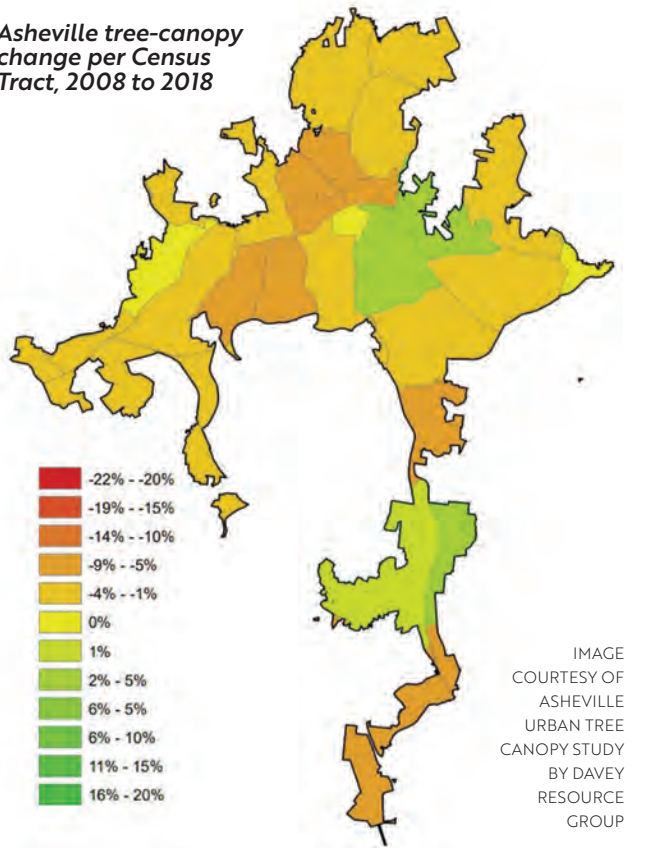 Asheville tree-canopy
change per Census
Tract, 2008 to 2018
-22% - -20%
-19% - -15%
-14% - -10%
-9% - -5%
-4% - -1%
0%
1%
2% - 5%
6% - 5%
6% - 10%
11% - 15%
16% - 20%
IMAGE
COURTESY OF
ASHEVILLE
URBAN TREE
CANOPY STUDY
BY DAVEY
RESOURCE
GROUP